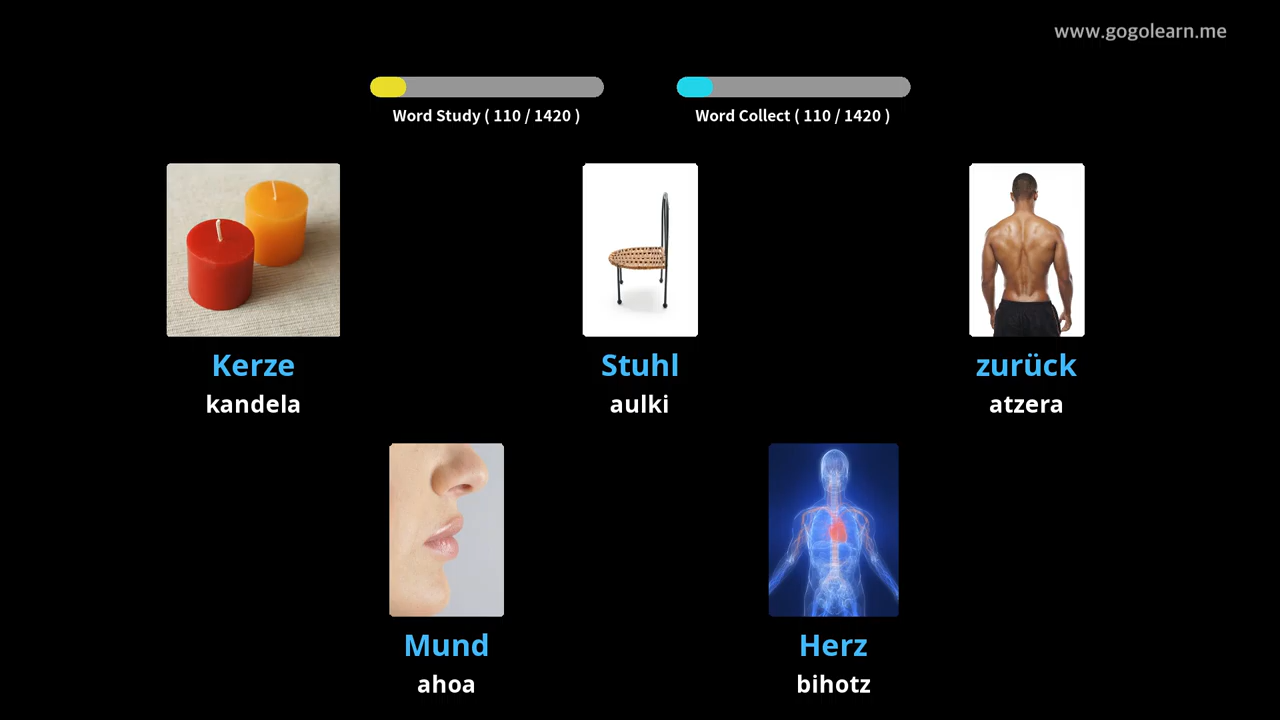 www.gogolearn.me
Word Study ( 110 / 1420 )
Word Collect ( 110 / 1420 )
Kerze
kandela
Stuhl
aulki
zurück
atzera
Mund
ahoa
Herz
bihotz